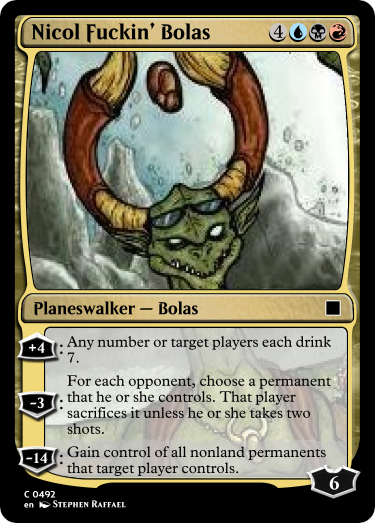 Nicol Fuckin' Bolas 4
Planeswalker — Bolas
+4: Any number or target players each drink
7.
For each opponent, choose a permanent
-3: that he or she controls. That player
sacrifices it unless he or she takes two
shots.
-14: Gain control of all nonland permanents
that target player controls.
6
C 0492
en STEPHEN RAFFAEL